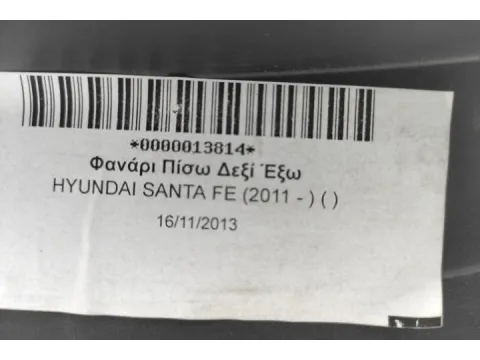 *0000013814*
Φανάρι Πίσω Δεξί Έξω
HYUNDAI SANTA FE (2011 - ) ( )
16/11/2013